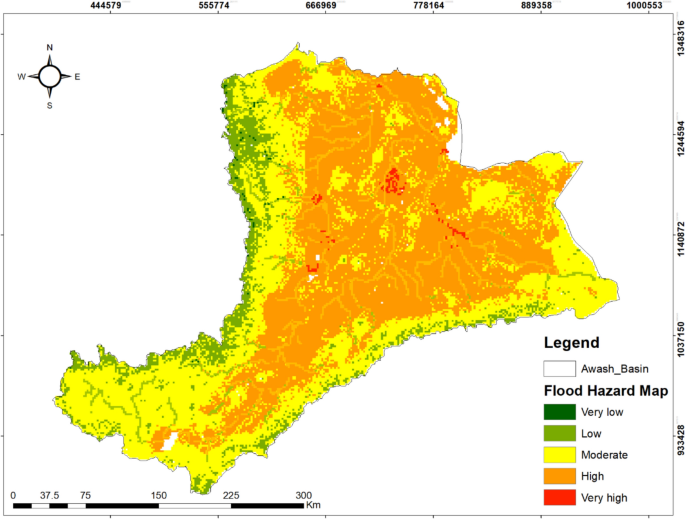 444579 555774 666969 778164 889358 1000553
1348316
N
W E
S
1244594
1140872
1037150
Legend
Awash_Basin
Flood Hazard Map
Very low
Low
933428
Moderate
High
Very high
0 37.5 75 150 225 300
Km